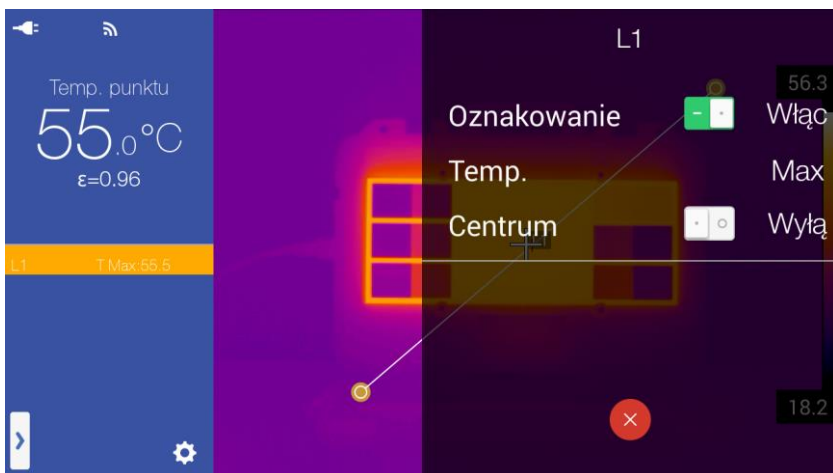 Temp. punktu
55.0°C
ε=0.96
L1 T Max:55.5
L1
Oznakowanie Włąc
Temp. Max
Centrum Wyłą
56.3
18.2